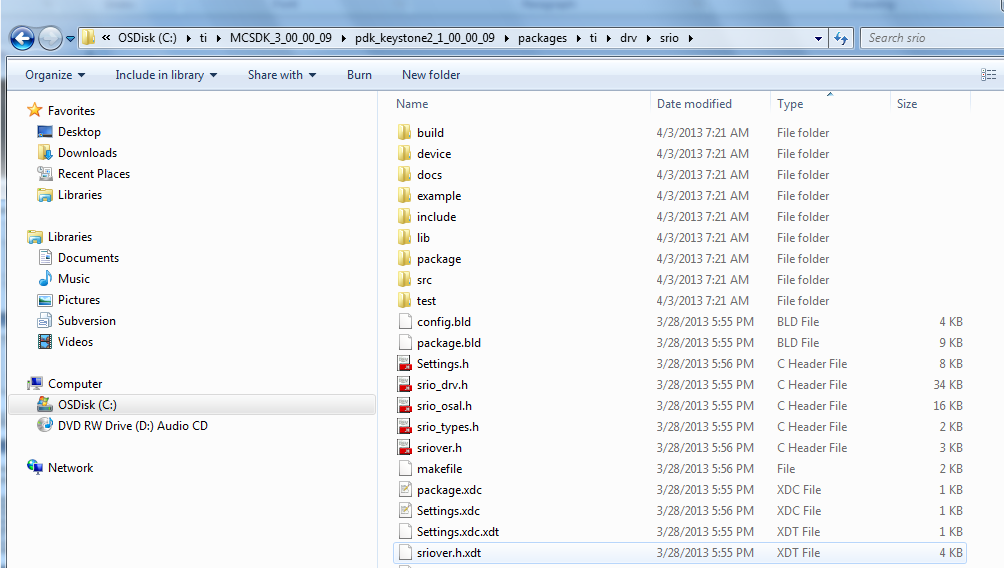 « OSDisk (C:) ▸ ti ▸ MCSDK_3_00_00_09 ▸ pdk_keystone2_1_00_00_09 ▸ packages ▸ ti ▸ drv ▸ srio ▸ Search srio
Organize Include in library Share with Burn New folder
Name Date modified Type Size
Favorites
Desktop
Downloads
Recent Places
Libraries
Libraries
Documents
Music
Pictures
Subversion
Videos
Computer
OSDisk (C:)
DVD RW Drive (D:) Audio CD
Network
build 4/3/2013 7:21 AM File folder
device 4/3/2013 7:21 AM File folder
docs 4/3/2013 7:21 AM File folder
example 4/3/2013 7:21 AM File folder
include 4/3/2013 7:21 AM File folder
lib 4/3/2013 7:21 AM File folder
package 4/3/2013 7:21 AM File folder
src 4/3/2013 7:21 AM File folder
test 4/3/2013 7:21 AM File folder
config.bld 3/28/2013 5:55 PM BLD File 4 KB
package.bld 3/28/2013 5:55 PM BLD File 9 KB
Settings.h 3/28/2013 5:56 PM C Header File 8 KB
srio_drv.h 3/28/2013 5:55 PM C Header File 34 KB
srio_osal.h 3/28/2013 5:55 PM C Header File 16 KB
srio_types.h 3/28/2013 5:55 PM C Header File 2 KB
sriover.h 3/28/2013 5:56 PM C Header File 3 KB
makefile 3/28/2013 5:56 PM File 2 KB
package.xdc 3/28/2013 5:55 PM XDC File 1 KB
Settings.xdc 3/28/2013 5:56 PM XDC File 1 KB
Settings.xdc.xdt 3/28/2013 5:55 PM XDT File 1 KB
sriover.h.xdt 3/28/2013 5:55 PM XDT File 4 KB